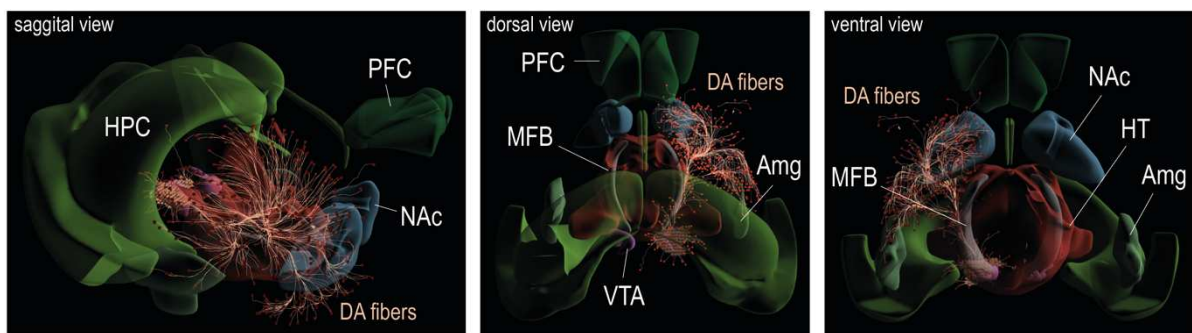 saggital view
PFC
HPC
NAc
DA fibers
dorsal view
PFC
DA fibers
MFB
Amg
VTA
ventral view
NAc
DA fibers
HT
MFB
Amg